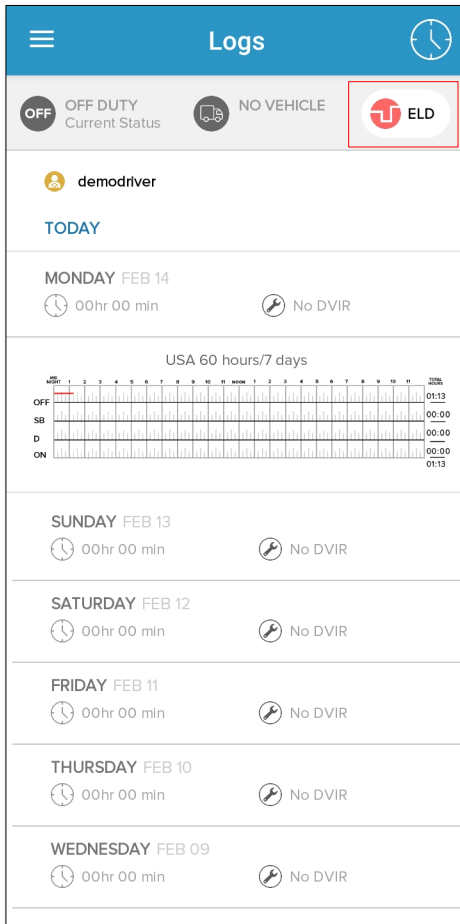 Logs
OFF
OFF DUTY
Current Status
NO VEHICLE
ELD
demodriver
TODAY
MONDAY FEB 14
00hr 00 min No DVIR
USA 60 hours/7 days
MID NIGHT 1 2 3 4 5 6 7 8 9 10 11 NOON 1 2 3 4 5 6 7 8 9 10 11 TOTAL HOURS
OFF 01:13
SB 00:00
D 00:00
ON 00:00
01:13
SUNDAY FEB 13
00hr 00 min No DVIR
SATURDAY FEB 12
00hr 00 min No DVIR
FRIDAY FEB 11
00hr 00 min No DVIR
THURSDAY FEB 10
00hr 00 min No DVIR
WEDNESDAY FEB 09
00hr 00 min No DVIR